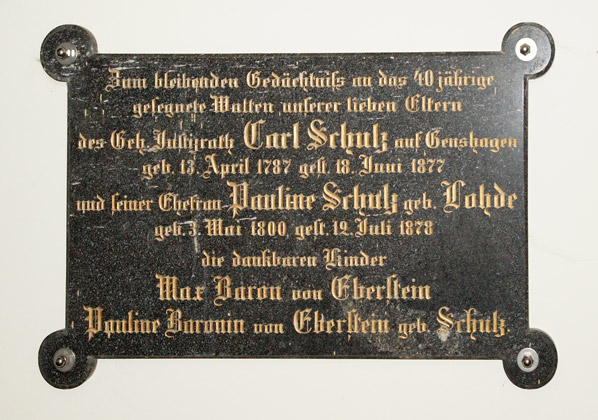 Zum bleibenden Gedächtniſs an das 40 jährige
geſegnete Walten unſerer lieben Eltern
des Geh. Juſtizrath Carl Schulz auf Genshagen
geb. 13. April 1787 geſt. 18. Juni 1877
und ſeiner Ehefrau Pauline Schulz geb. Lohde
geb. 3. Mai 1800 geſt. 12. Juli 1878
die dankbaren Kinder
Max Baron von Eberſtein
Pauline Baronin von Eberſtein geb. Schulz.